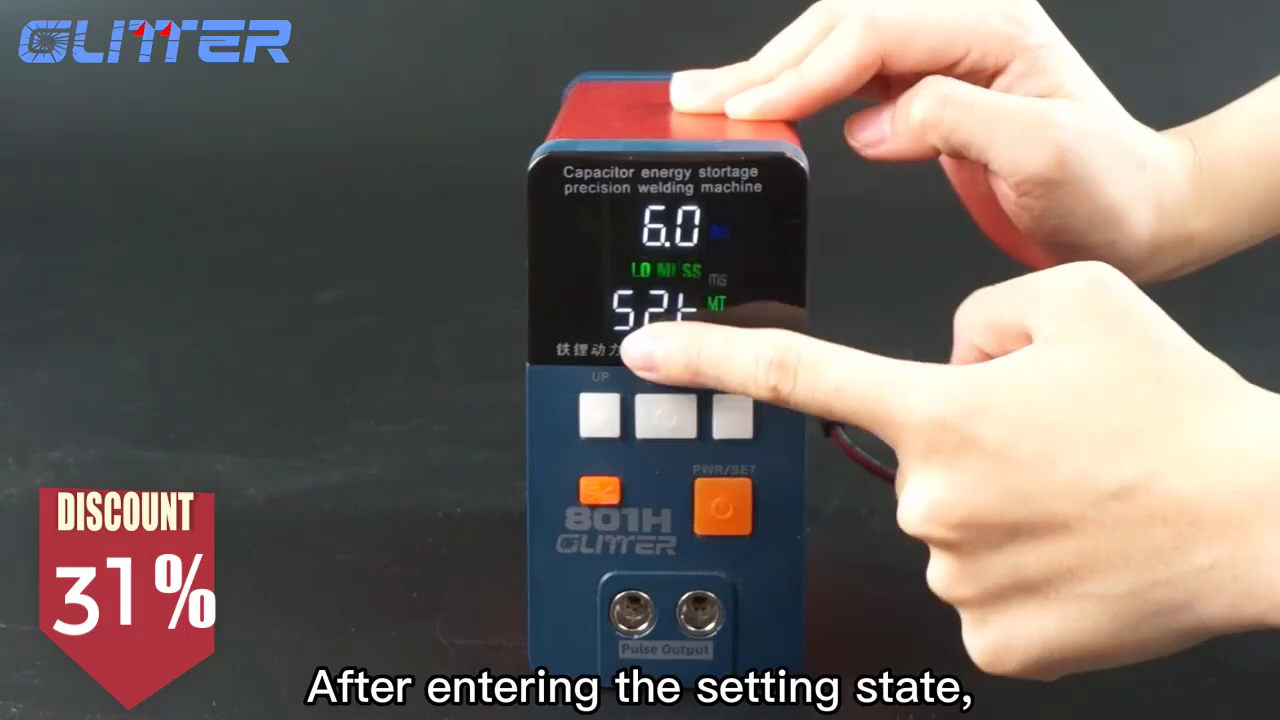 GLITTER
Capacitor energy stortage
precision welding machine
6.0
LO MI SS
ms
52t
MT
铁锂动力
UP
PWR/SET
801H
GLITTER
Pulse Output
DISCOUNT
31%
After entering the setting state,